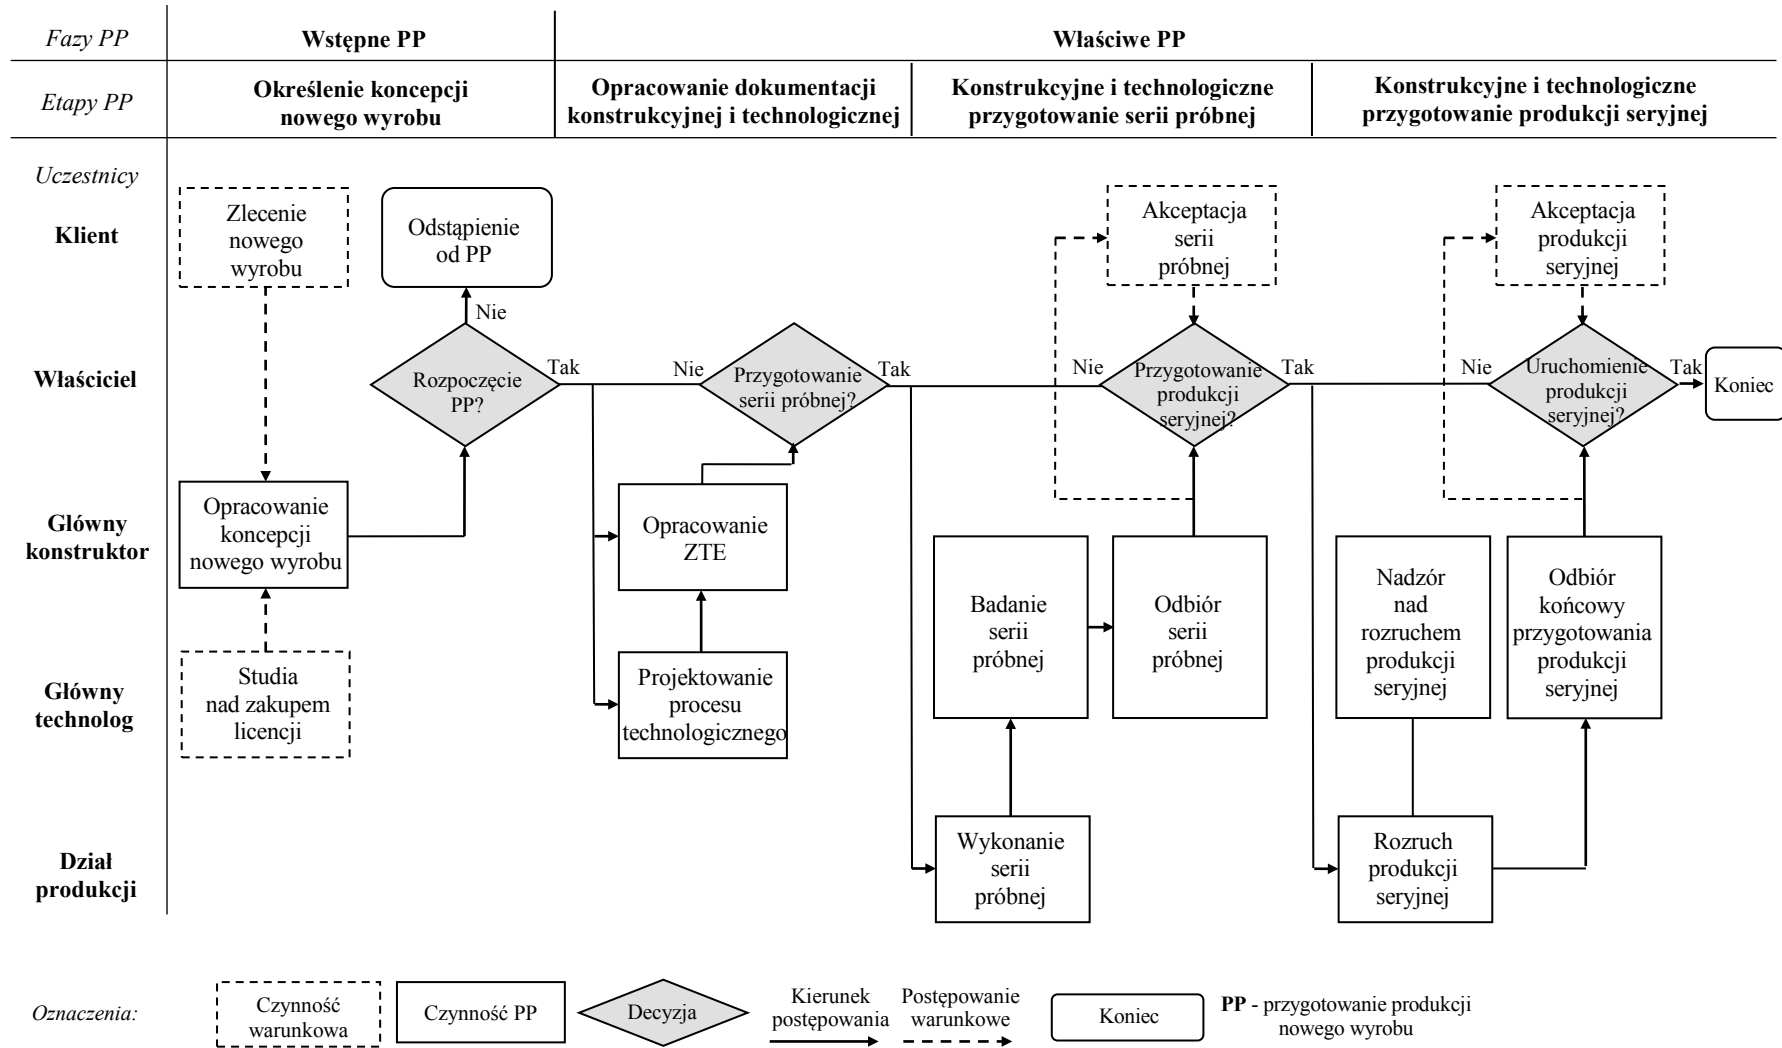 Fazy PP
Wstępne PP
Właściwe PP
Etapy PP
Określenie koncepcji
nowego wyrobu
Opracowanie dokumentacji
konstrukcyjnej i technologicznej
Konstrukcyjne i technologiczne
przygotowanie serii próbnej
Konstrukcyjne i technologiczne
przygotowanie produkcji seryjnej
Uczestnicy
Klient
Zlecenie
nowego
wyrobu
Odstąpienie
od PP
Akceptacja
serii
próbnej
Akceptacja
produkcji
seryjnej
Właściciel
Nie
Rozpoczęcie
PP?
Tak
Nie
Przygotowanie
serii próbnej?
Tak
Nie
Przygotowanie
produkcji
seryjnej?
Tak
Nie
Uruchomienie
produkcji
seryjnej?
Tak
Koniec
Główny
konstruktor
Opracowanie
koncepcji
nowego wyrobu
Opracowanie
ZTE
Badanie
serii
próbnej
Odbiór
serii
próbnej
Nadzór
nad
rozruchem
produkcji
seryjnej
Odbiór
końcowy
przygotowania
produkcji
seryjnej
Główny
technolog
Studia
nad zakupem
licencji
Projektowanie
procesu
technologicznego
Dział
produkcji
Wykonanie
serii
próbnej
Rozruch
produkcji
seryjnej
Oznaczenia:
Czynność
warunkowa
Czynność PP
Decyzja
Kierunek
postępowania
Postępowanie
warunkowe
Koniec
PP - przygotowanie produkcji
nowego wyrobu